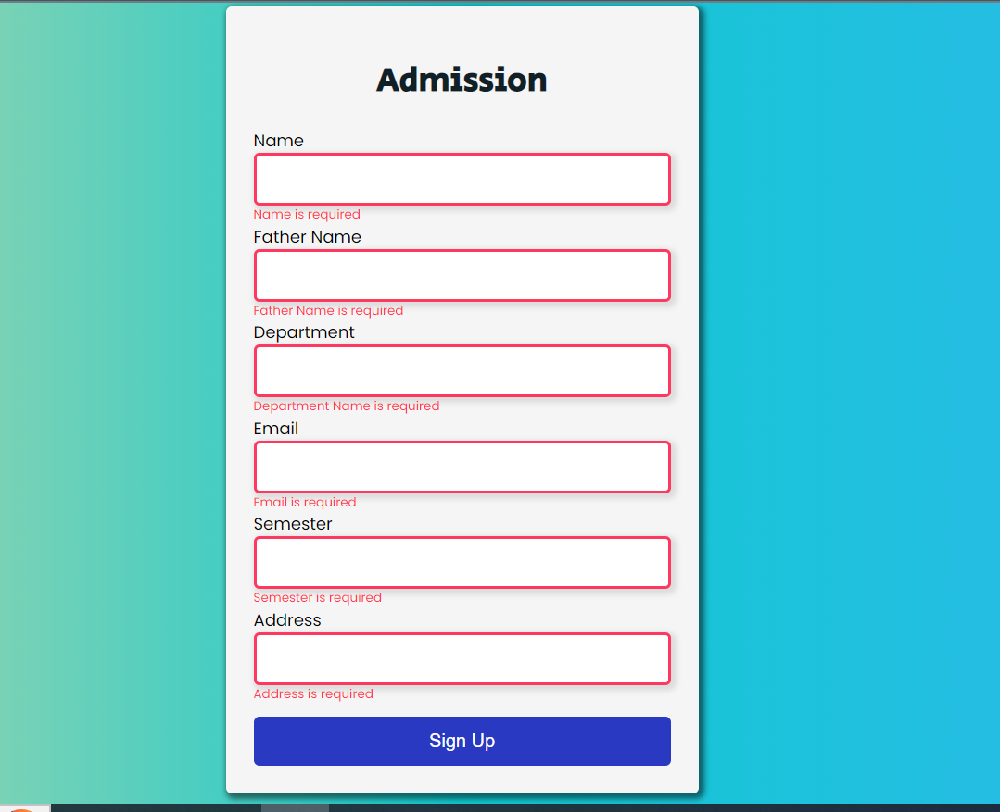 Admission
Name
Name is required
Father Name
Father Name is required
Department
Department Name is required
Email
Email is required
Semester
Semester is required
Address
Address is required
Sign Up